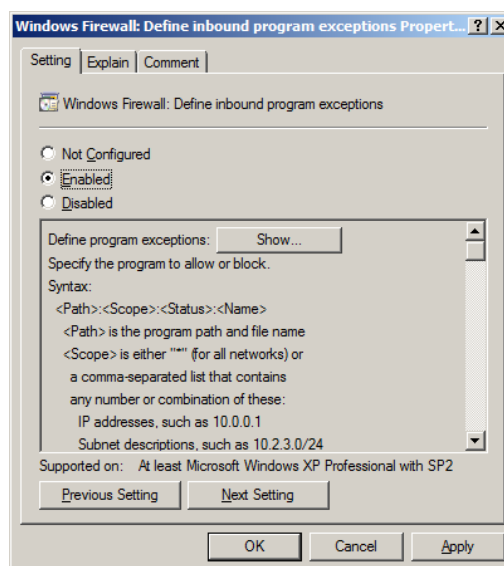 Windows Firewall: Define inbound program exceptions Propert...
Setting Explain Comment
Windows Firewall: Define inbound program exceptions
Not Configured
Enabled
Disabled
Define program exceptions: Show...
Specify the program to allow or block.
Syntax:
<Path>:<Scope>:<Status>:<Name>
<Path> is the program path and file name
<Scope> is either "*" (for all networks) or
a comma-separated list that contains
any number or combination of these:
IP addresses, such as 10.0.0.1
Subnet descriptions, such as 10.2.3.0/24
Supported on: At least Microsoft Windows XP Professional with SP2
Previous Setting Next Setting
OK Cancel Apply